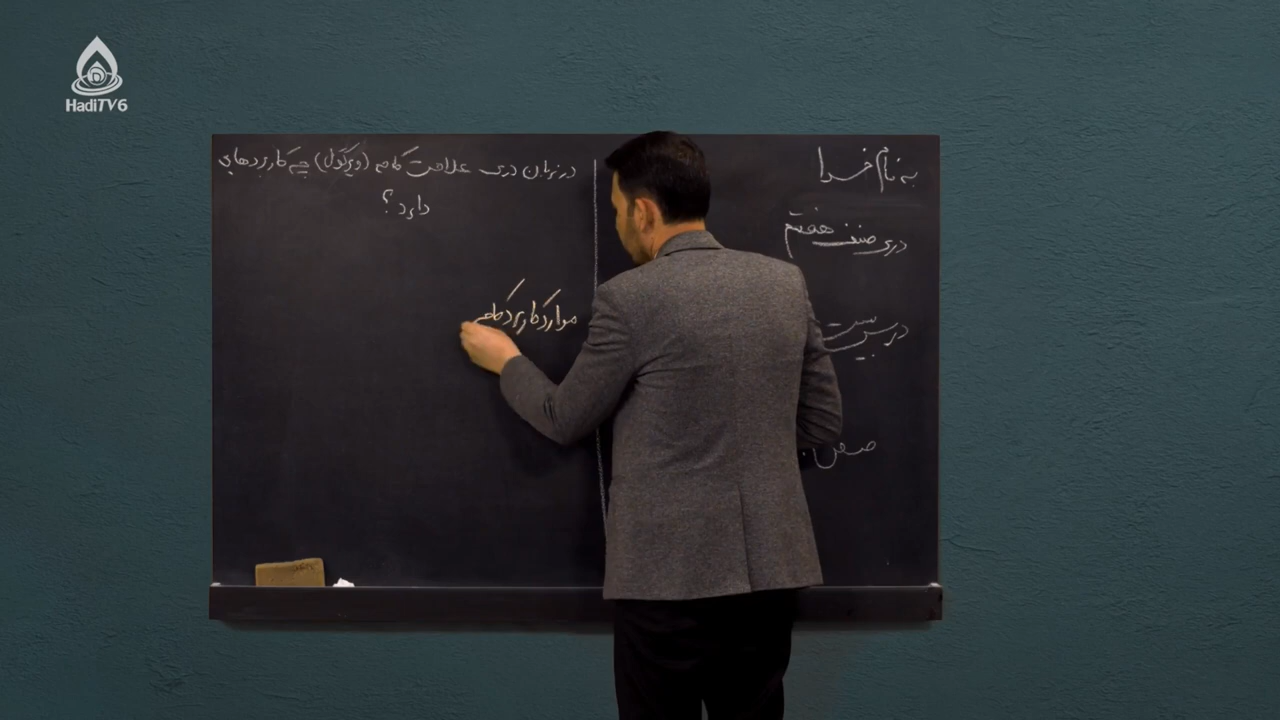 HadiTV6
به نام خدا
دری صنف هفتم
درس بیست
در زبان دری علامت کامه (ویرگول) چه کاربردهای
دارد؟
موارد کاربرد کامه